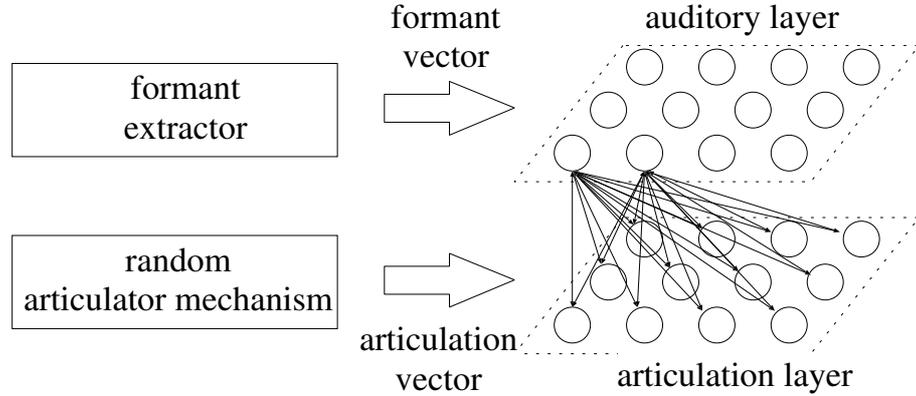 formant
vector
auditory layer
formant
extractor
random
articulator mechanism
articulation
vector
articulation layer